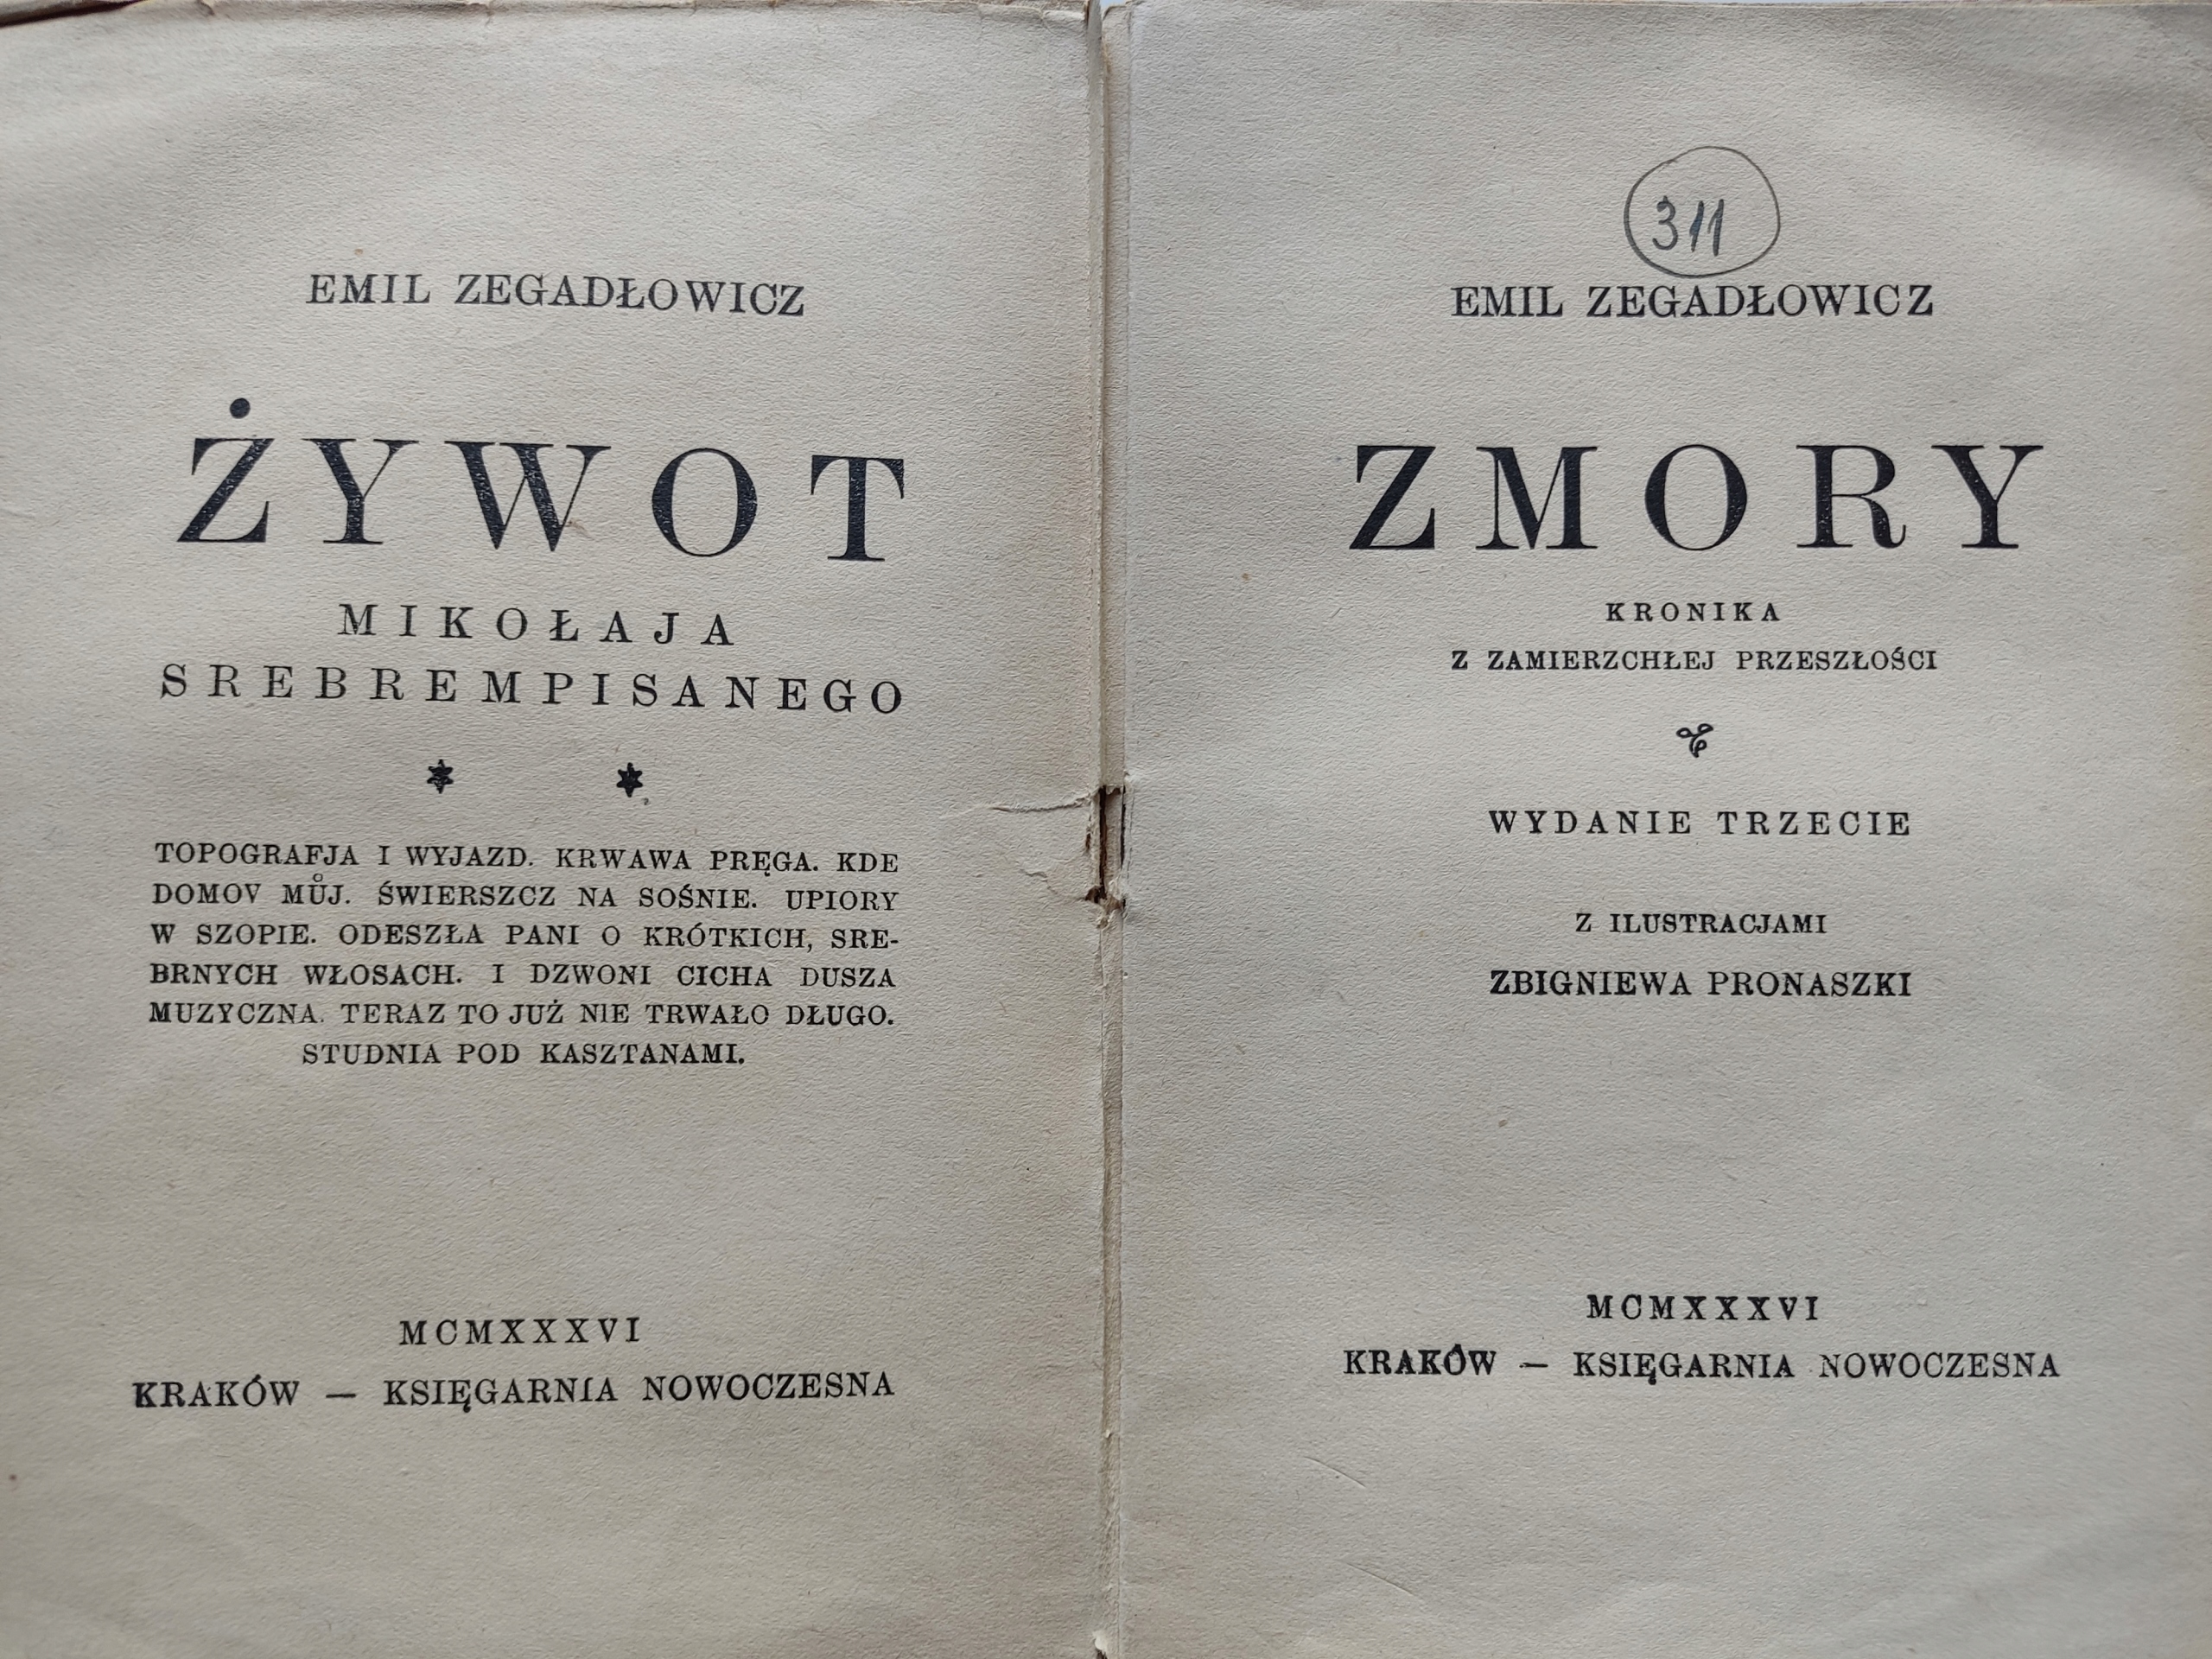 EMIL ZEGADŁOWICZ
ŻYWOT
MIKOŁAJA
SREBREMPISANEGO
* *
TOPOGRAFJA I WYJAZD. KRWAWA PRĘGA. KDE
DOMOV MŮJ. ŚWIERSZCZ NA SOŚNIE. UPIORY
W SZOPIE. ODESZŁA PANI O KRÓTKICH, SRE-
BRNYCH WŁOSACH. I DZWONI CICHA DUSZA
MUZYCZNA. TERAZ TO JUŻ NIE TRWAŁO DŁUGO.
STUDNIA POD KASZTANAMI.
MCMXXXVI
KRAKÓW — KSIĘGARNIA NOWOCZESNA
311
EMIL ZEGADŁOWICZ
ZMORY
KRONIKA
Z ZAMIERZCHŁEJ PRZESZŁOŚCI
WYDANIE TRZECIE
Z ILUSTRACJAMI
ZBIGNIEWA PRONASZKI
MCMXXXVI
KRAKÓW — KSIĘGARNIA NOWOCZESNA